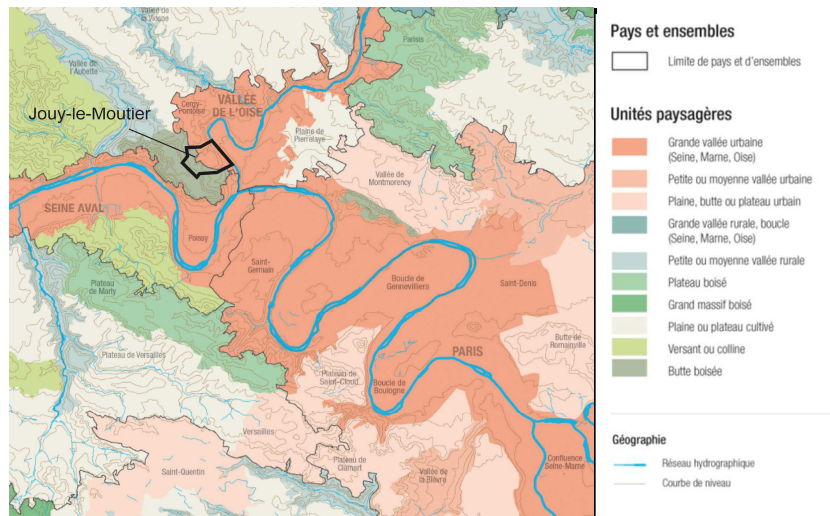 Vallée de
la Viosne
Vallée de
l'Aubette
Parisis
Cergy-
Pontoise
VALLÉE
DE L'OISE
Jouy-le-Moutier
Plaine de
Pierrelaye
Vallée de
Montmorency
SEINE AVAL
Poissy
Saint-
Germain
Boucle de
Gennevilliers
Saint-Denis
Plateau
de Marly
Plateau de Versailles
Butte de
Romainville
PARIS
Plateau de
Saint-Cloud
Boucle de
Boulogne
Versailles
Plateau de
Clamart
Saint-Quentin
Vallée de
la Bièvre
Confluence
Seine-Marne
Pays et ensembles
Limite de pays et d'ensembles
Unités paysagères
Grande vallée urbaine
(Seine, Marne, Oise)
Petite ou moyenne vallée urbaine
Plaine, butte ou plateau urbain
Grande vallée rurale, boucle
(Seine, Marne, Oise)
Petite ou moyenne vallée rurale
Plateau boisé
Grand massif boisé
Plaine ou plateau cultivé
Versant ou colline
Butte boisée
Géographie
Réseau hydrographique
Courbe de niveau